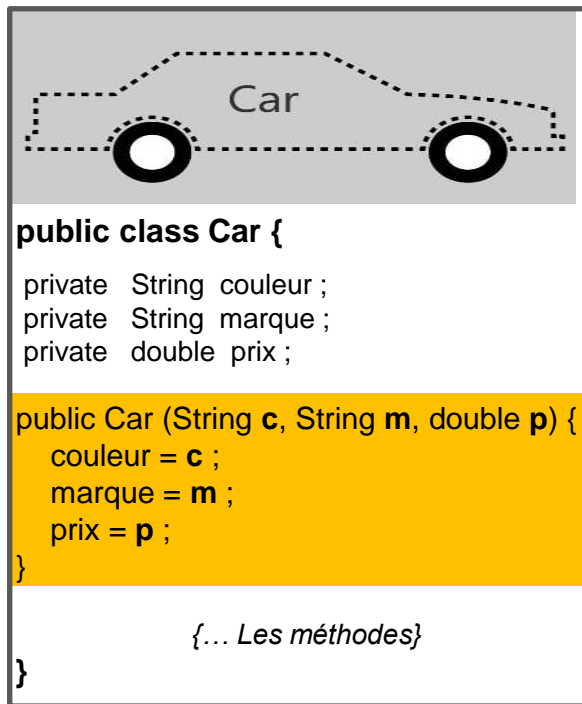 Car
public class Car {
private String couleur ;
private String marque ;
private double prix ;
public Car (String c, String m, double p) {
couleur = c ;
marque = m ;
prix = p ;
}
{… Les méthodes}
}